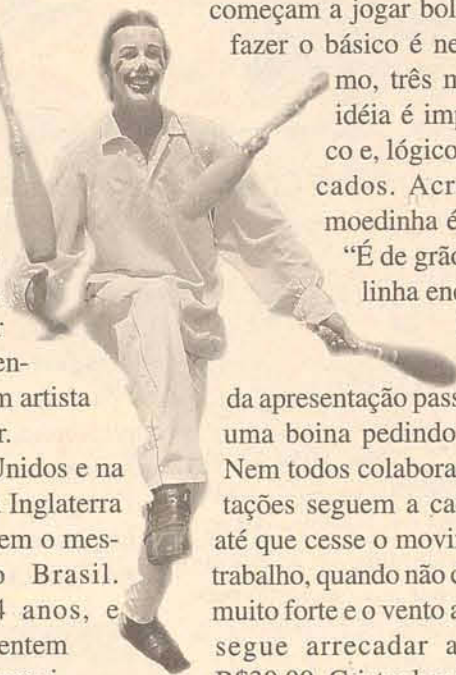 en-
m artista
r.
Unidos e na
Inglaterra
em o mes-
Brasil.
4 anos, e
entem
começam a jogar bol
fazer o básico é ne
mo, três m
idéia é imp
co e, lógico
cados. Acr
moedinha é
“É de grão
linha enc
da apresentação pass
uma boina pedindo
Nem todos colabora
tações seguem a ca
até que cesse o movi
trabalho, quando não c
muito forte e o vento a
segue arrecadar a